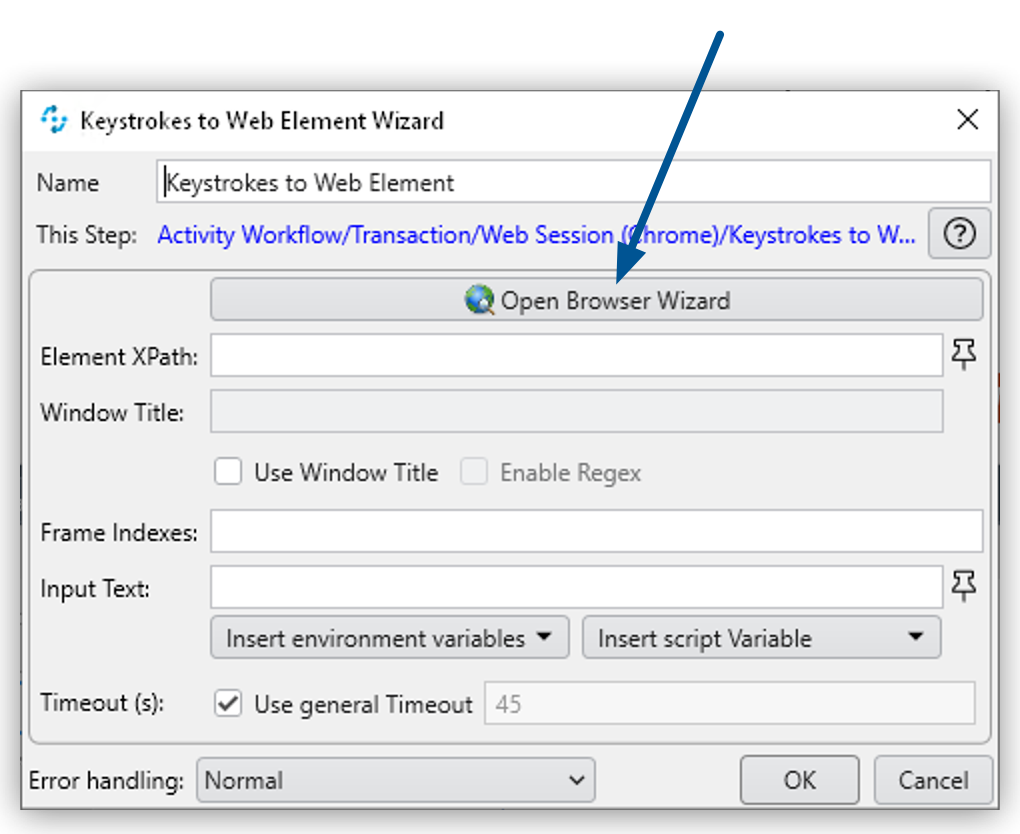 Keystrokes to Web Element Wizard
Name Keystrokes to Web Element
This Step: Activity Workflow/Transaction/Web Session (Chrome)/Keystrokes to W...
Open Browser Wizard
Element XPath:
Window Title:
Use Window Title Enable Regex
Frame Indexes:
Input Text:
Insert environment variables Insert script Variable
Timeout (s): Use general Timeout 45
Error handling: Normal OK Cancel